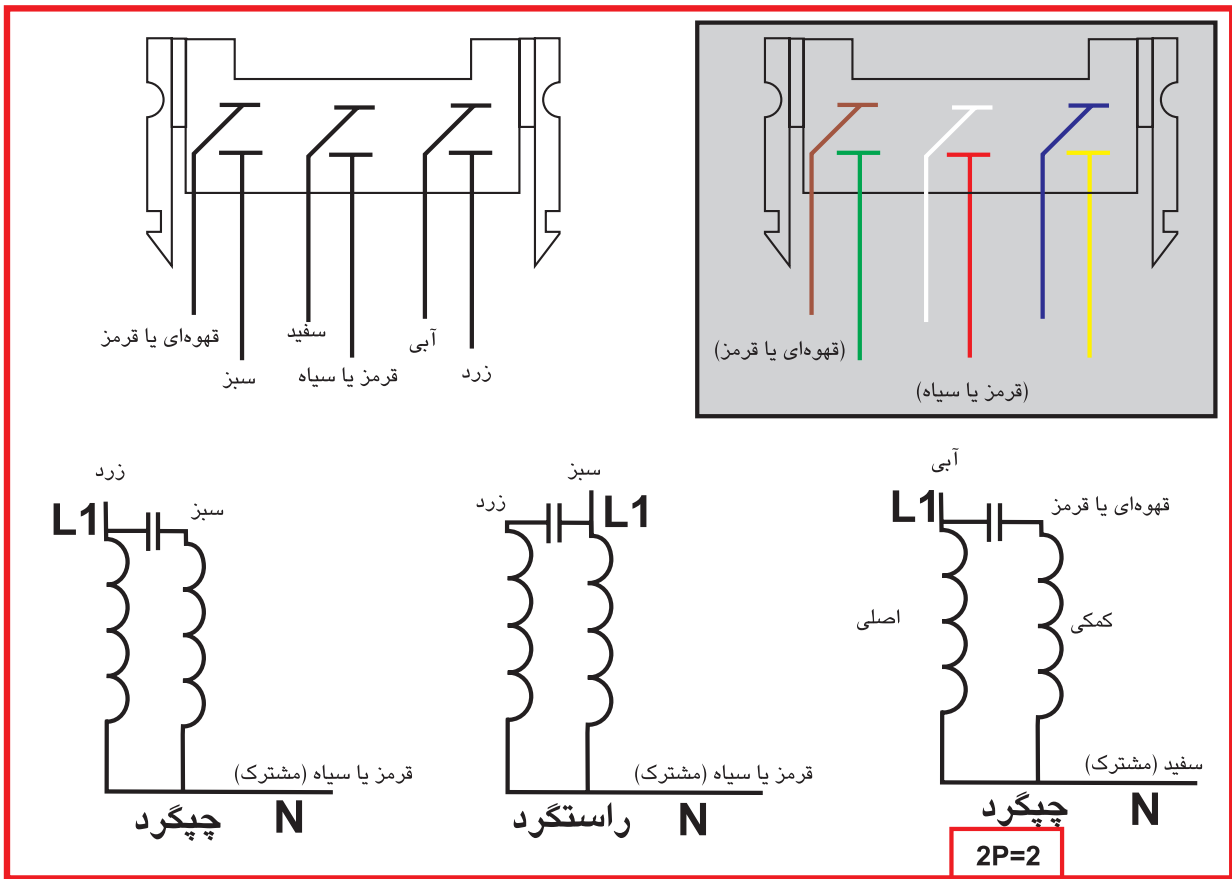 قهوه‌ای یا قرمز
سفید
آبی
سبز
قرمز یا سیاه
زرد
(قهوه‌ای یا قرمز)
(قرمز یا سیاه)
زرد
L1
سبز
قرمز یا سیاه (مشترک)
چپگرد
N
سبز
زرد
L1
قرمز یا سیاه (مشترک)
راستگرد
N
آبی
L1
قهوه‌ای یا قرمز
اصلی
کمکی
سفید (مشترک)
چپگرد
N
2P=2